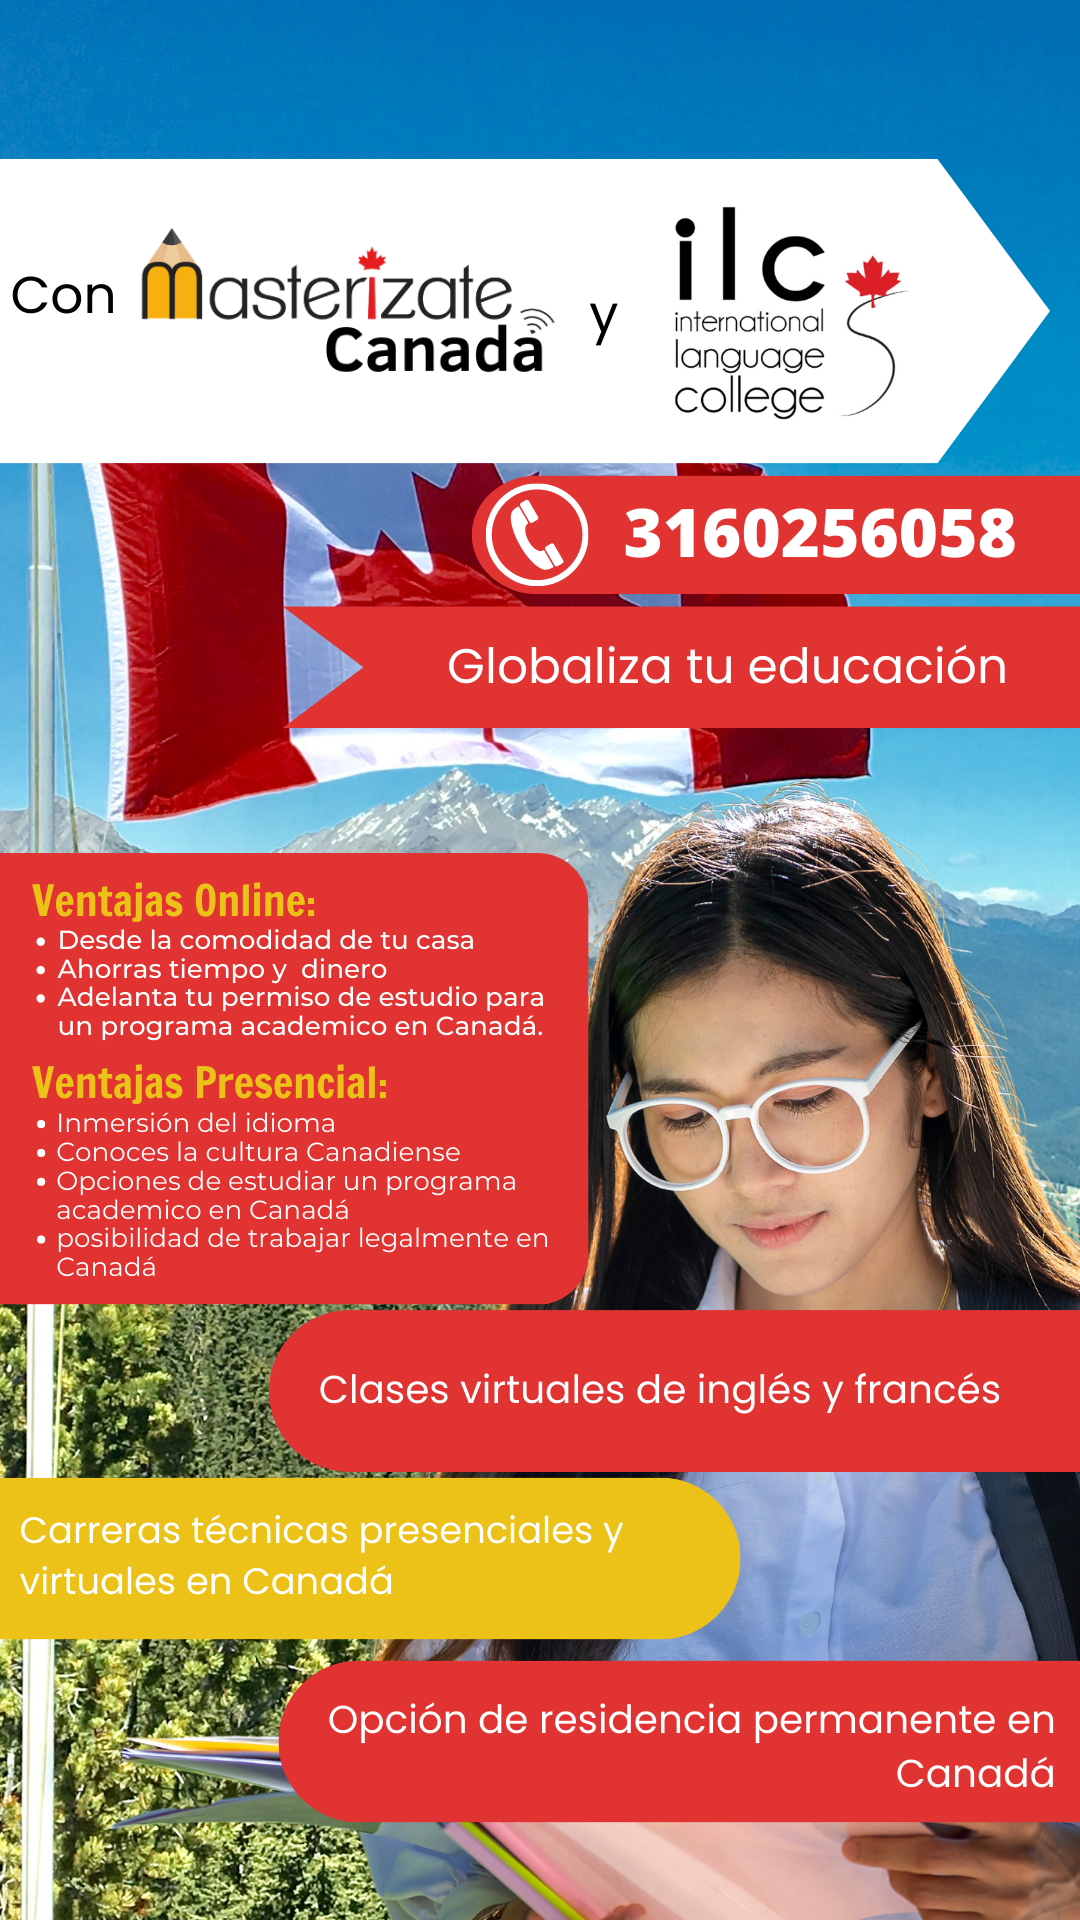 Con masterizate y ilc
Canada
international
language
college
3160256058
Globaliza tu educación
Ventajas Online:
• Desde la comodidad de tu casa
• Ahorras tiempo y dinero
• Adelanta tu permiso de estudio para
un programa academico en Canadá.
Ventajas Presencial:
• Inmersión del idioma
• Conoces la cultura Canadiense
• Opciones de estudiar un programa
academico en Canadá
• posibilidad de trabajar legalmente en
Canadá
Clases virtuales de inglés y francés
Carreras técnicas presenciales y
virtuales en Canadá
Opción de residencia permanente en
Canadá